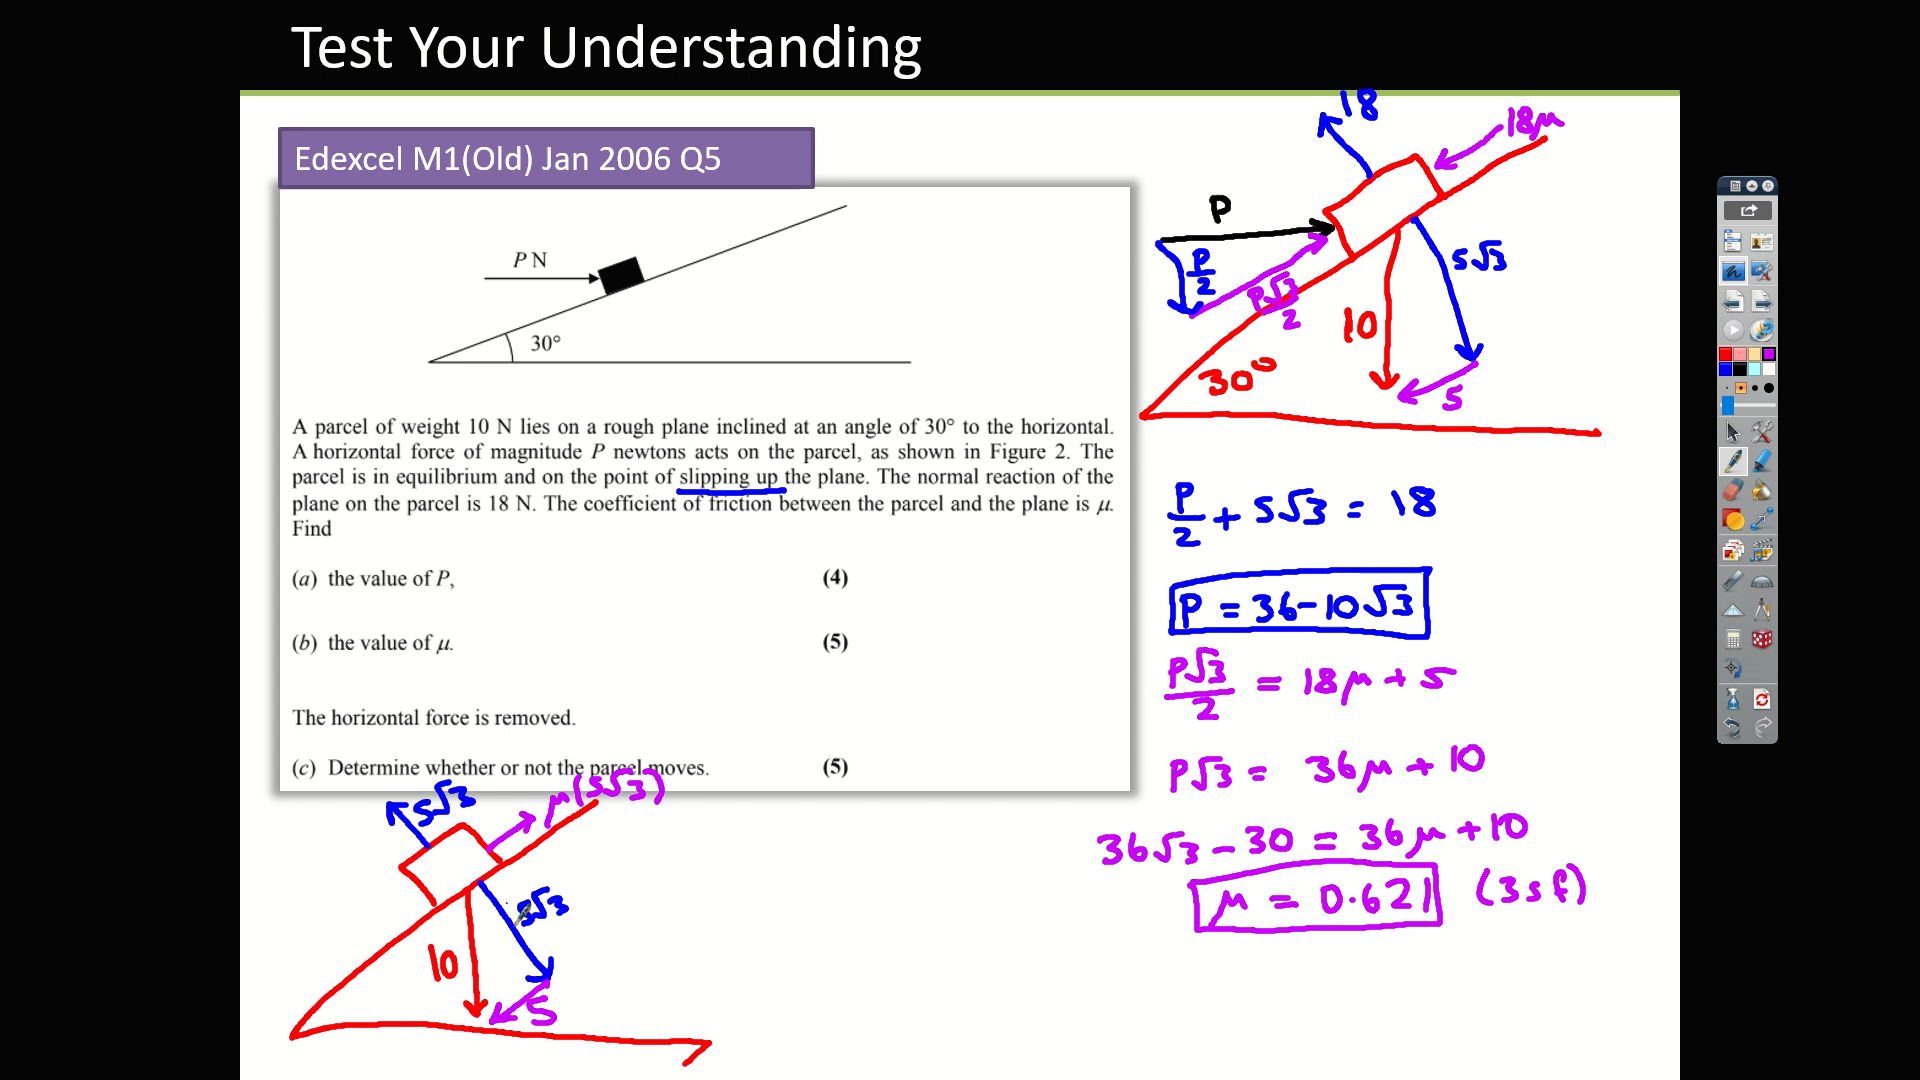 Test Your Understanding
Edexcel M1(Old) Jan 2006 Q5
P N
30°
A parcel of weight 10 N lies on a rough plane inclined at an angle of 30° to the horizontal.
A horizontal force of magnitude P newtons acts on the parcel, as shown in Figure 2. The
parcel is in equilibrium and on the point of slipping up the plane. The normal reaction of the
plane on the parcel is 18 N. The coefficient of friction between the parcel and the plane is μ.
Find
(a) the value of P, (4)
(b) the value of μ. (5)
The horizontal force is removed.
(c) Determine whether or not the parcel moves. (5)
5√3
μ(5√3)
5√3
10
5
18
18μ
P
P/2
P√3/2
5√3
10
30°
5
P/2 + 5√3 = 18
P = 36-10√3
P√3/2 = 18μ + 5
P√3 = 36μ + 10
36√3 - 30 = 36μ + 10
μ = 0.621 (3sf)